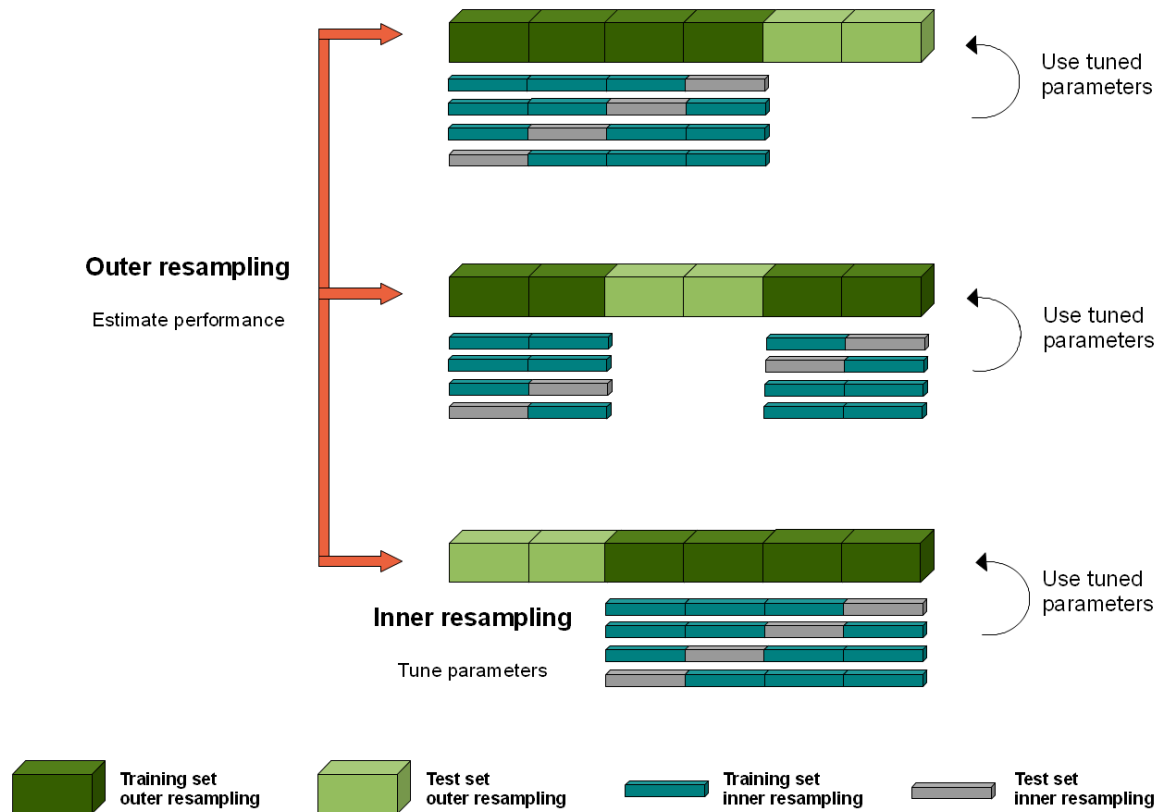 Use tuned
parameters
Outer resampling
Estimate performance
Use tuned
parameters
Use tuned
parameters
Inner resampling
Tune parameters
Training set
outer resampling
Test set
outer resampling
Training set
inner resampling
Test set
inner resampling